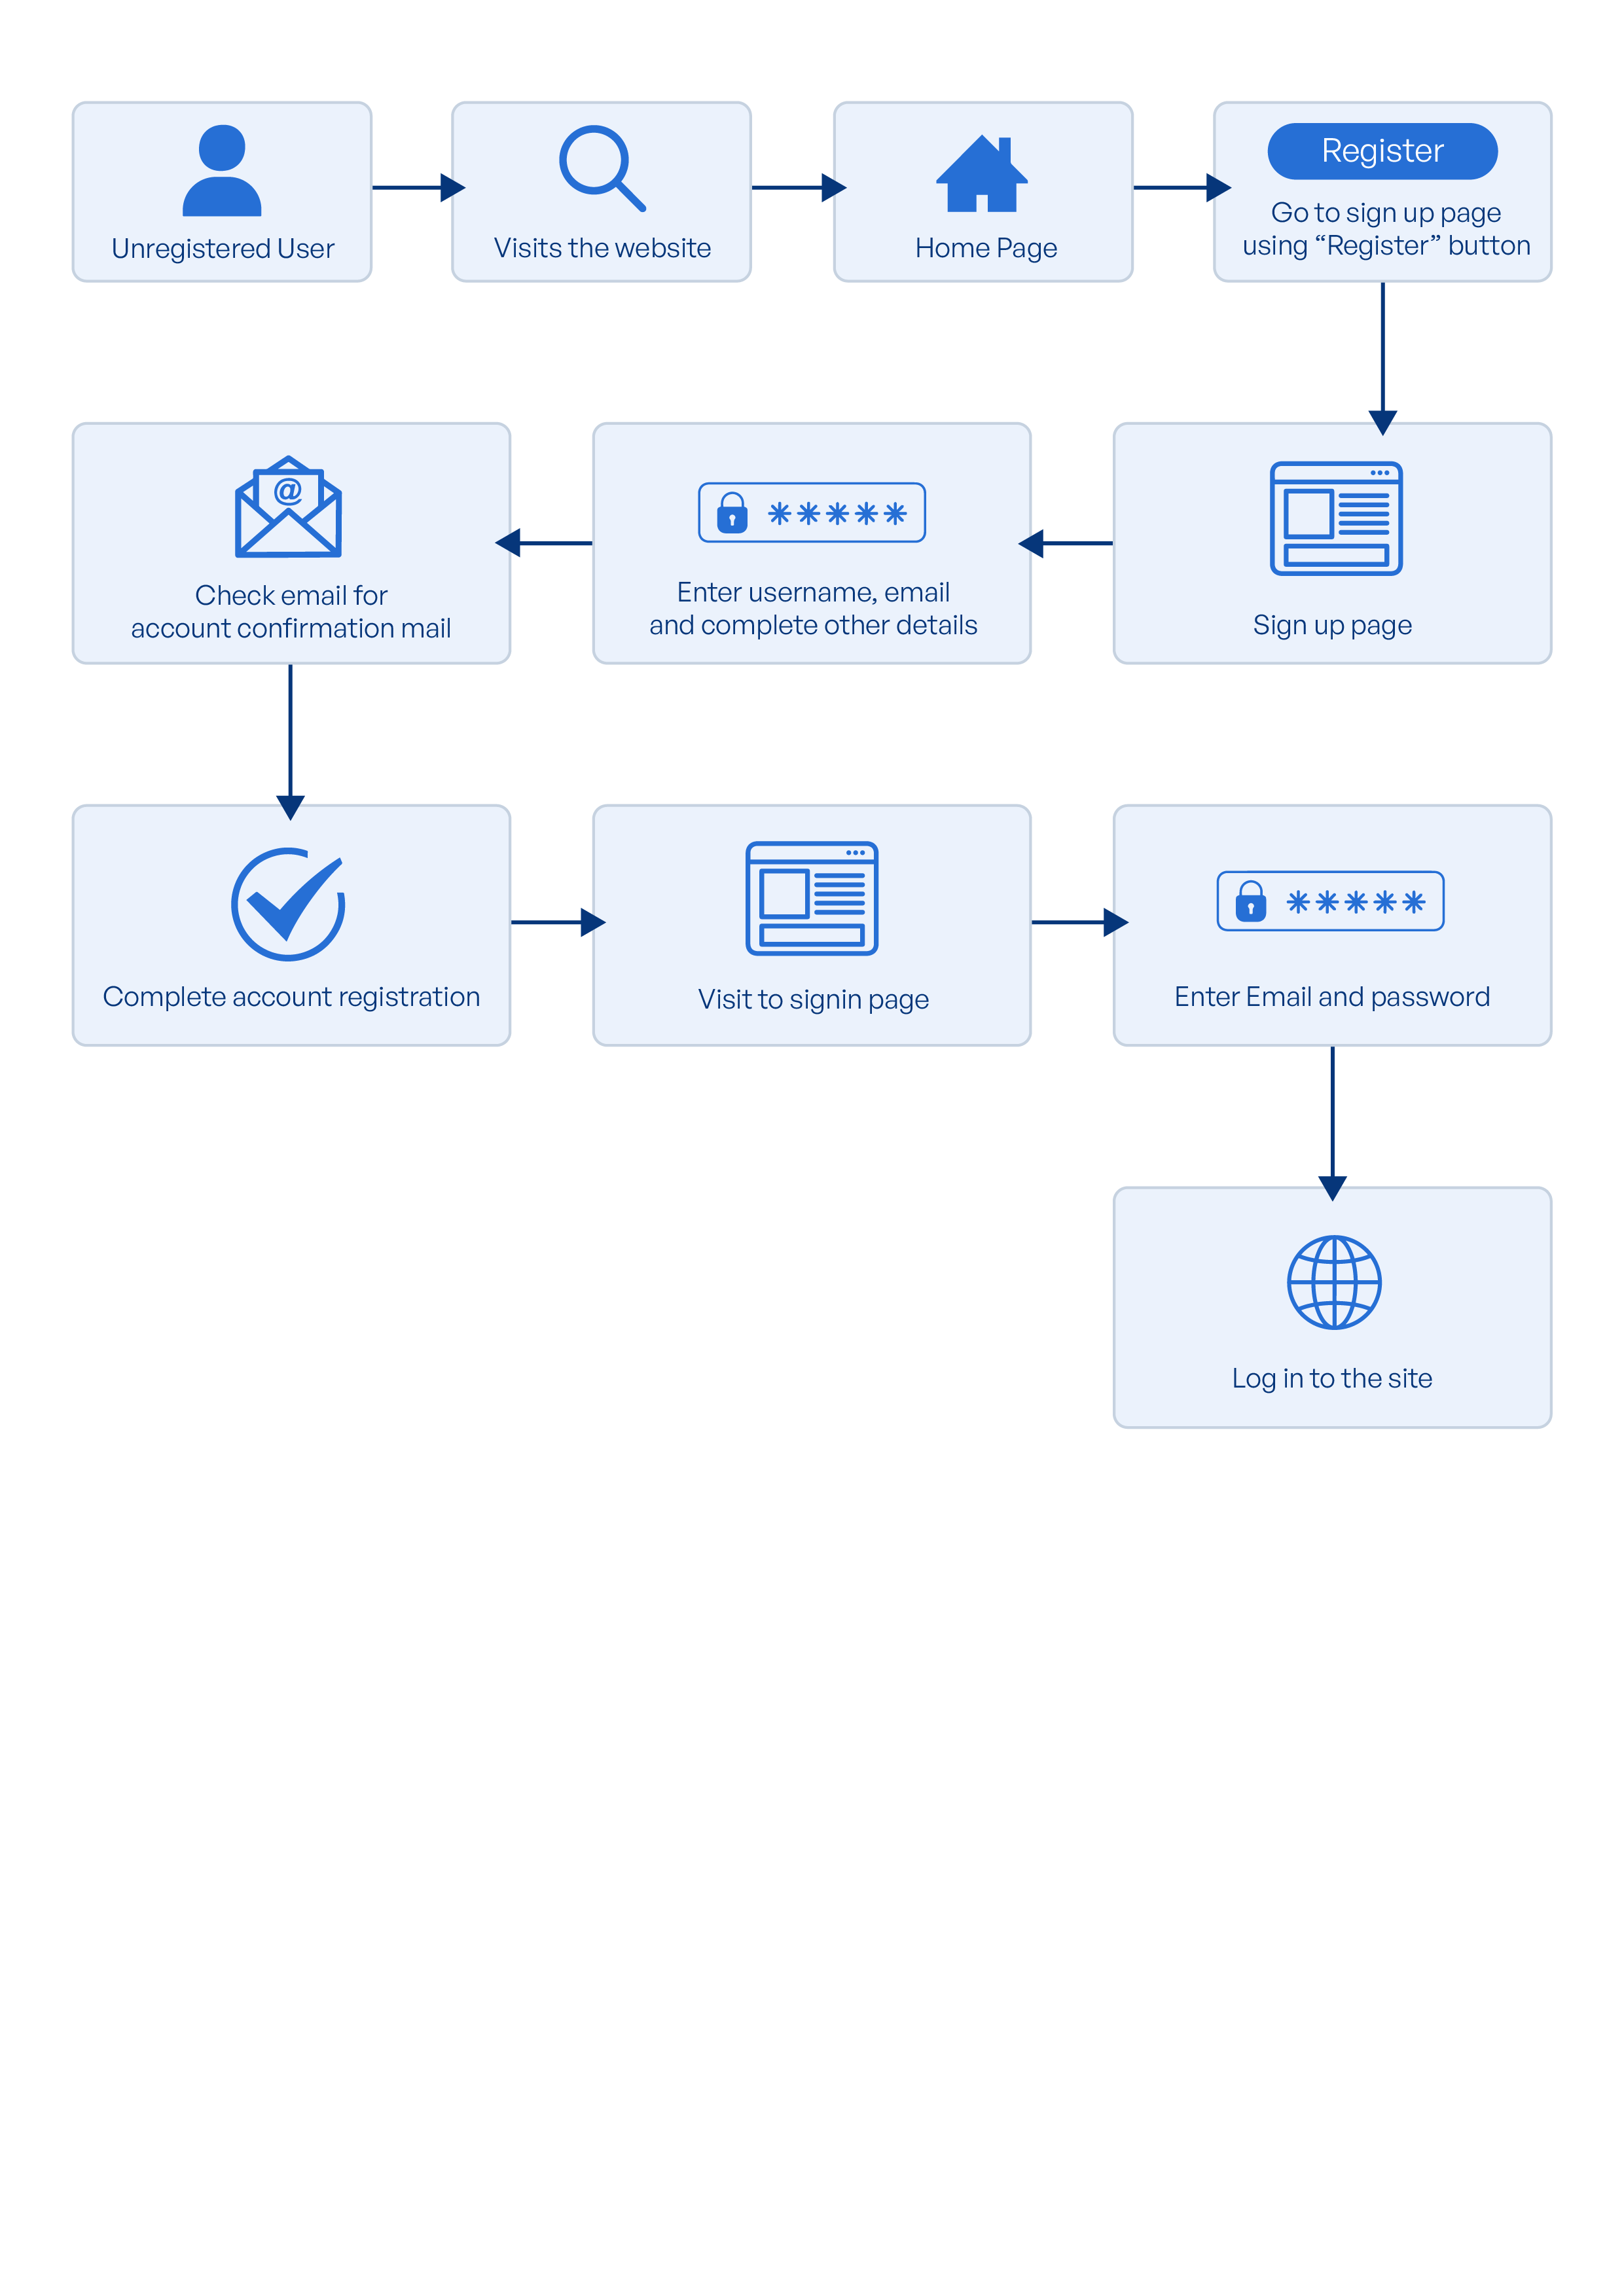 Unregistered User
Visits the website
Home Page
Register
Go to sign up page
using “Register” button
Sign up page
Enter username, email
and complete other details
@
Check email for
account confirmation mail
Complete account registration
Visit to signin page
Enter Email and password
Log in to the site